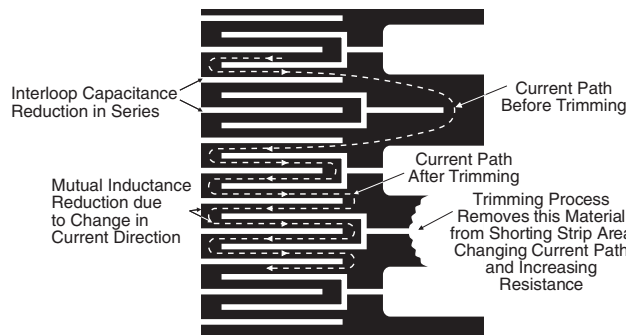 Interloop Capacitance
Reduction in Series
Mutual Inductance
Reduction due
to Change in
Current Direction
Current Path
Before Trimming
Current Path
After Trimming
Trimming Process
Removes this Material
from Shorting Strip Area
Changing Current Path
and Increasing
Resistance